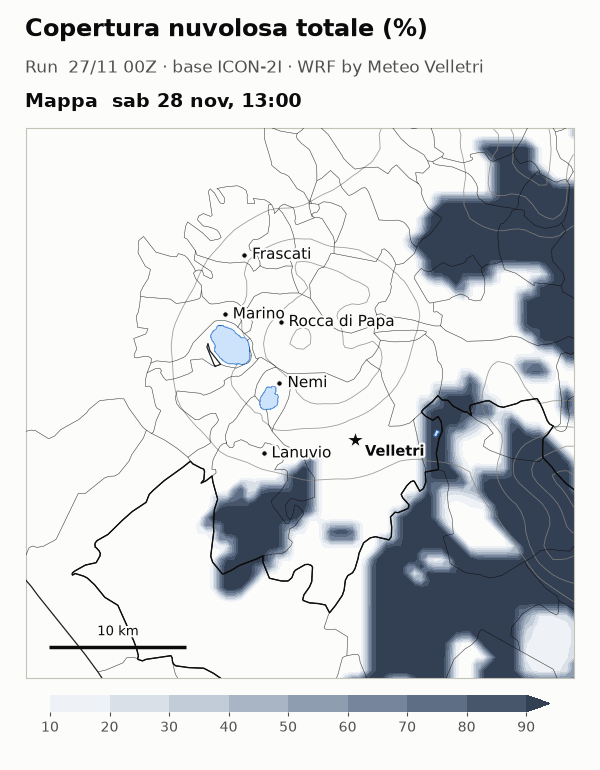 Copertura nuvolosa totale (%)
Run  27/11 00Z · base ICON-2I · WRF by Meteo Velletri
Mappa  sab 28 nov, 13:00
Frascati
Marino
Rocca di Papa
Nemi
Velletri
Lanuvio
10 km
10 20 30 40 50 60 70 80 90